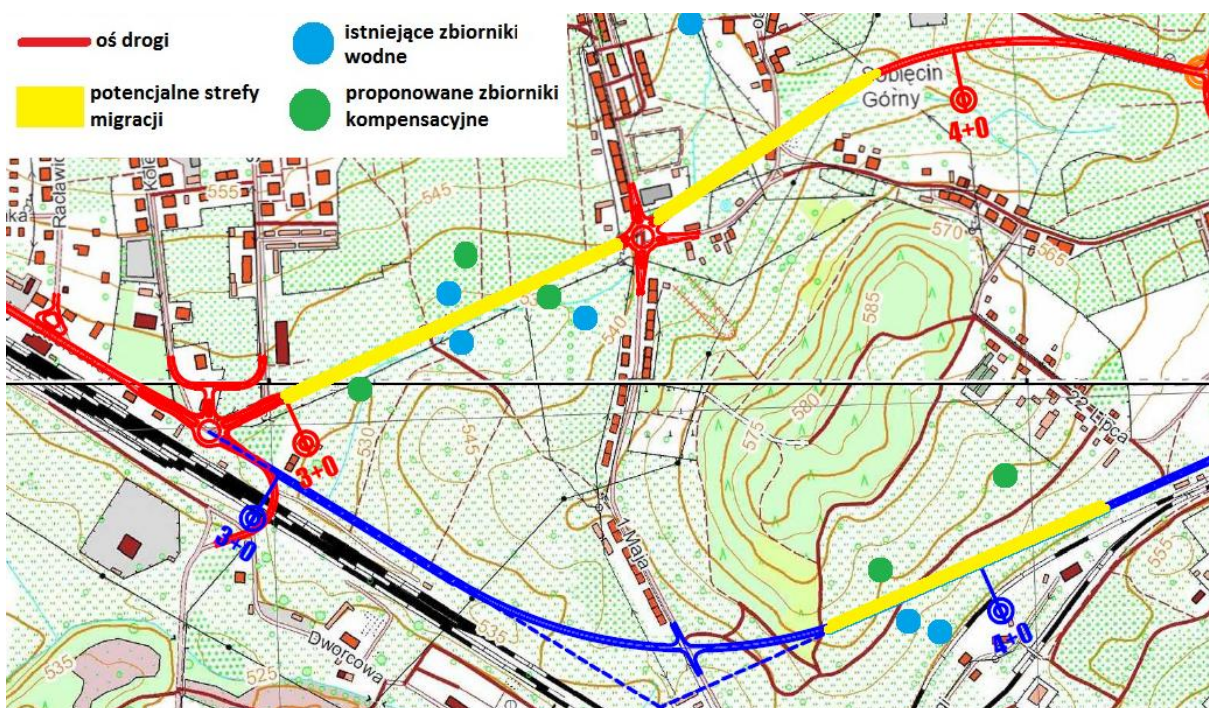 oś drogi
istniejące zbiorniki
wodne
potencjalne strefy
migracji
proponowane zbiorniki
kompensacyjne
Sobięcin
Górny
4+0
Racławic
555
545
570
565
585
540
580
575
22 Lipca
530
545
3+0
3+0
1 Maja
555
4+0
535
Dworcowa
535
525